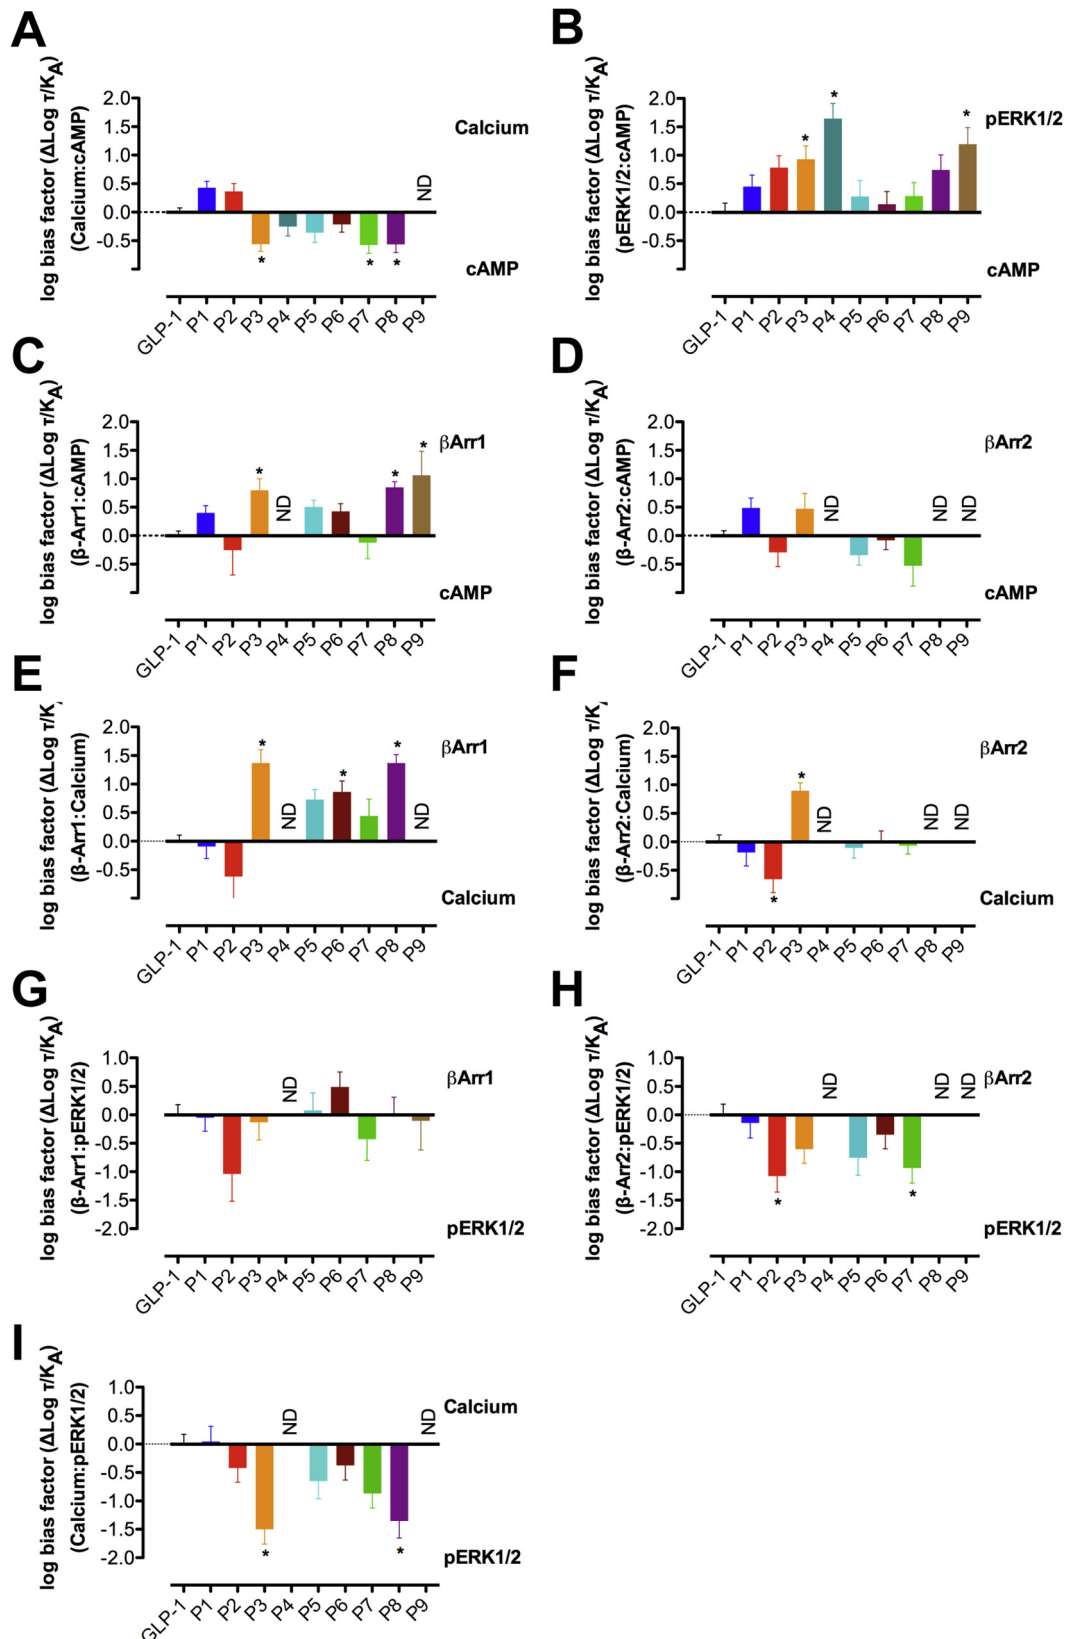 A
log bias factor (ΔLog τ/KA)
(Calcium:cAMP)
2.0
1.5
1.0
0.5
0.0
-0.5
Calcium
ND
* * *
cAMP
GLP-1 P1 P2 P3 P4 P5 P6 P7 P8 P9
B
log bias factor (ΔLog τ/KA)
(pERK1/2:cAMP)
2.0
1.5
1.0
0.5
0.0
-0.5
* * *
pERK1/2
cAMP
GLP-1 P1 P2 P3 P4 P5 P6 P7 P8 P9
C
log bias factor (ΔLog τ/KA)
(β-Arr1:cAMP)
2.0
1.5
1.0
0.5
0.0
-0.5
* ND * *
βArr1
cAMP
GLP-1 P1 P2 P3 P4 P5 P6 P7 P8 P9
D
log bias factor (ΔLog τ/KA)
(β-Arr2:cAMP)
2.0
1.5
1.0
0.5
0.0
-0.5
ND ND ND
βArr2
cAMP
GLP-1 P1 P2 P3 P4 P5 P6 P7 P8 P9
E
log bias factor (ΔLog τ/K
(β-Arr1:Calcium)
2.0
1.5
1.0
0.5
0.0
-0.5
* ND * * ND
βArr1
Calcium
GLP-1 P1 P2 P3 P4 P5 P6 P7 P8 P9
F
log bias factor (ΔLog τ/K
(β-Arr2:Calcium)
2.0
1.5
1.0
0.5
0.0
-0.5
* * ND ND ND
βArr2
Calcium
GLP-1 P1 P2 P3 P4 P5 P6 P7 P8 P9
G
log bias factor (ΔLog τ/KA)
(β-Arr1:pERK1/2)
1.0
0.5
0.0
-0.5
-1.0
-1.5
-2.0
ND
βArr1
pERK1/2
GLP-1 P1 P2 P3 P4 P5 P6 P7 P8 P9
H
log bias factor (ΔLog τ/KA)
(β-Arr2:pERK1/2)
1.0
0.5
0.0
-0.5
-1.0
-1.5
-2.0
* ND * ND ND
βArr2
pERK1/2
GLP-1 P1 P2 P3 P4 P5 P6 P7 P8 P9
I
log bias factor (ΔLog τ/KA)
(Calcium:pERK1/2)
1.0
0.5
0.0
-0.5
-1.0
-1.5
-2.0
* ND * ND
Calcium
pERK1/2
GLP-1 P1 P2 P3 P4 P5 P6 P7 P8 P9